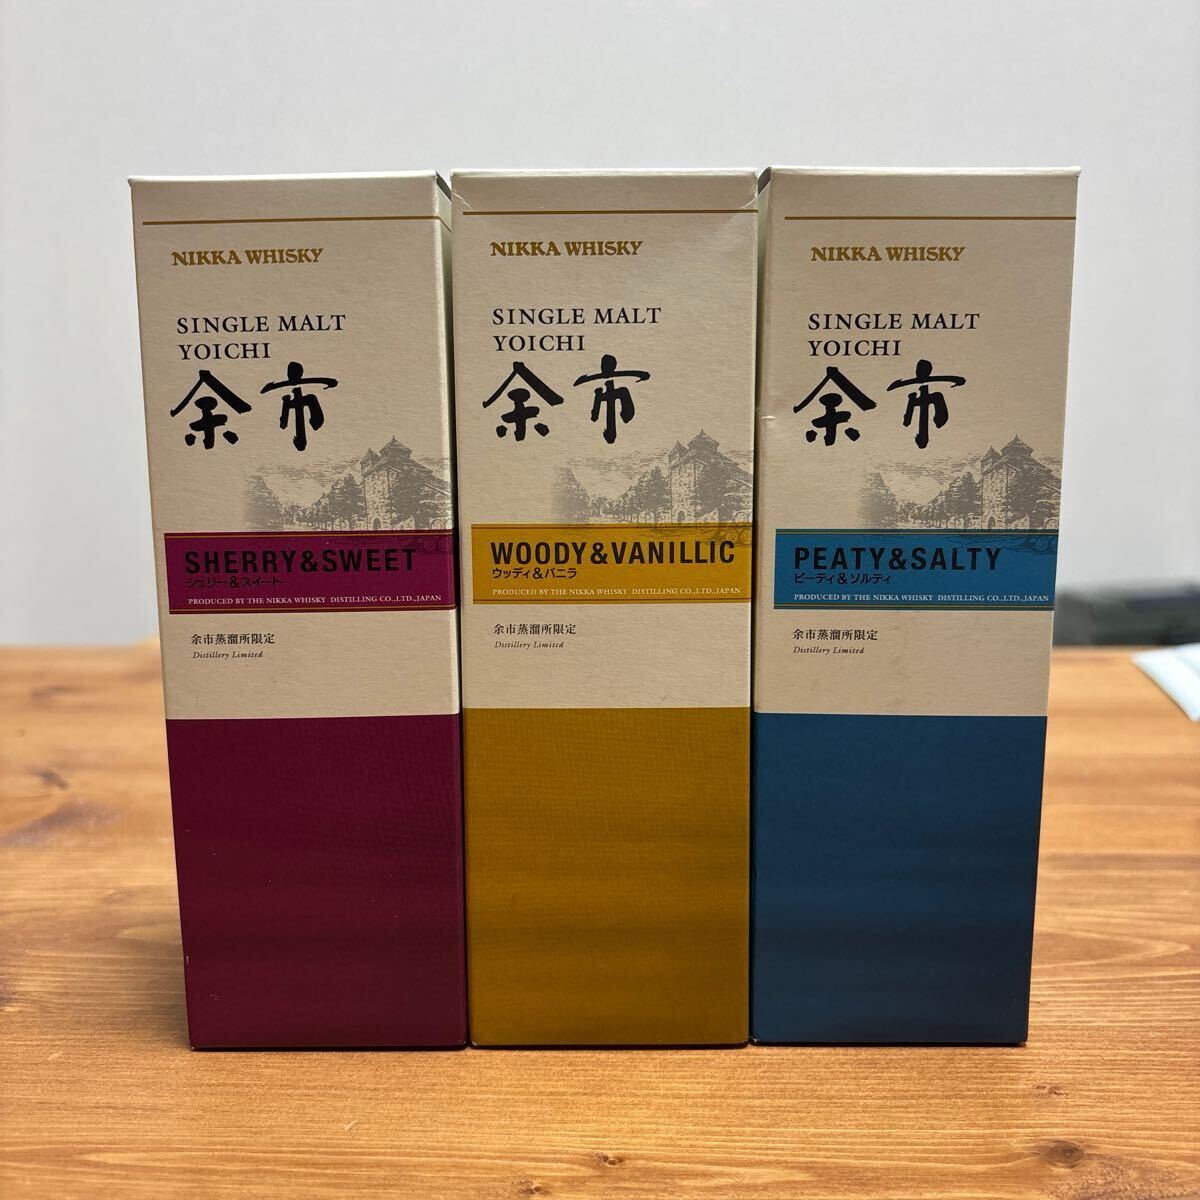 NIKKA WHISKY
SINGLE MALT
YOICHI
余市
SHERRY&SWEET
シェリー&スイート
PRODUCED BY THE NIKKA WHISKY DISTILLING CO.,LTD.,JAPAN
余市蒸溜所限定
Distillery Limited
NIKKA WHISKY
SINGLE MALT
YOICHI
余市
WOODY&VANILLIC
ウッディ&バニラ
PRODUCED BY THE NIKKA WHISKY DISTILLING CO.,LTD.,JAPAN
余市蒸溜所限定
Distillery Limited
NIKKA WHISKY
SINGLE MALT
YOICHI
余市
PEATY&SALTY
ピーティ&ソルティ
PRODUCED BY THE NIKKA WHISKY DISTILLING CO.,LTD.,JAPAN
余市蒸溜所限定
Distillery Limited